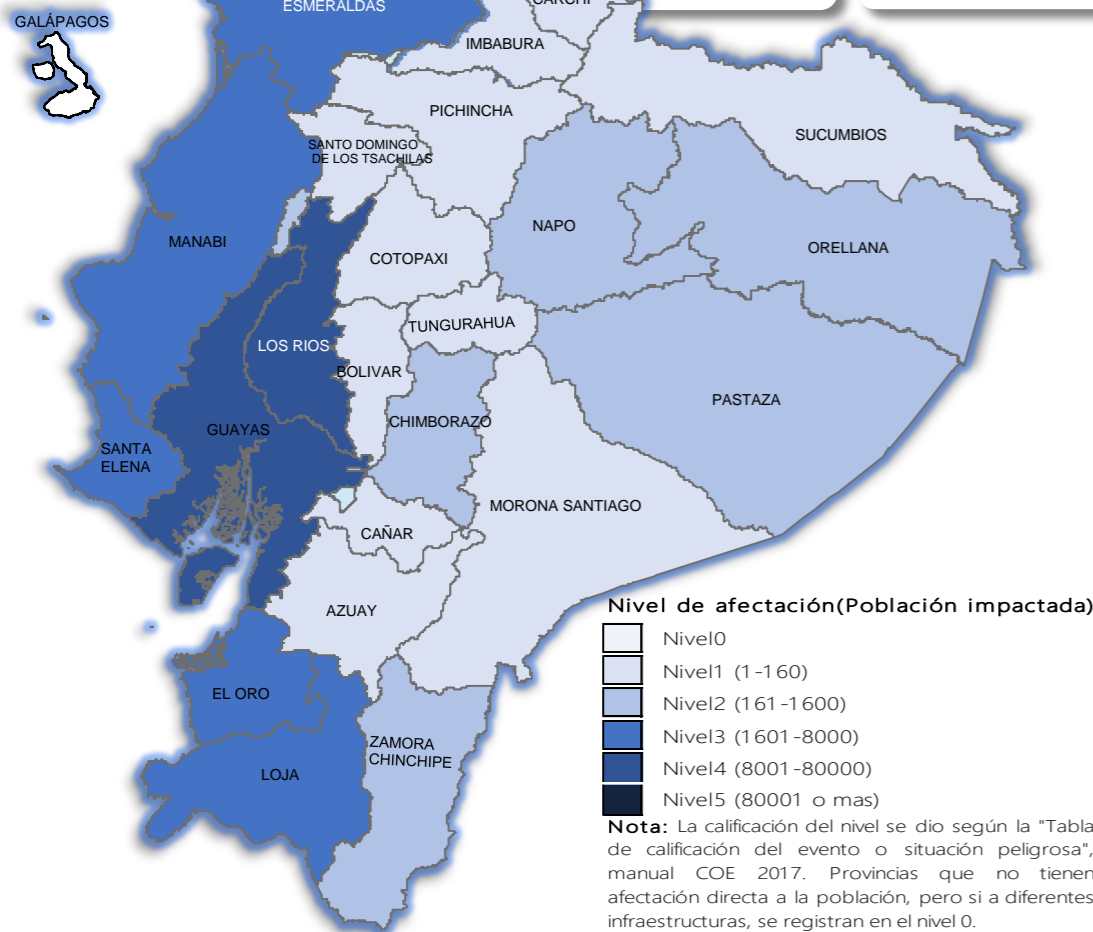 ESMERALDAS
CARCHI
GALÁPAGOS
IMBABURA
PICHINCHA
SUCUMBIOS
SANTO DOMINGO
DE LOS TSACHILAS
NAPO
MANABI
ORELLANA
COTOPAXI
TUNGURAHUA
LOS RIOS
BOLIVAR
PASTAZA
CHIMBORAZO
GUAYAS
SANTA
ELENA
MORONA SANTIAGO
CAÑAR
AZUAY
EL ORO
ZAMORA
CHINCHIPE
LOJA
Nivel de afectación(Población impactada)
Nivel0
Nivel1 (1-160)
Nivel2 (161-1600)
Nivel3 (1601-8000)
Nivel4 (8001-80000)
Nivel5 (80001 o mas)
Nota: La calificación del nivel se dio según la "Tabla
de calificación del evento o situación peligrosa",
manual COE 2017. Provincias que no tienen
afectación directa a la población, pero si a diferentes
infraestructuras, se registran en el nivel 0.